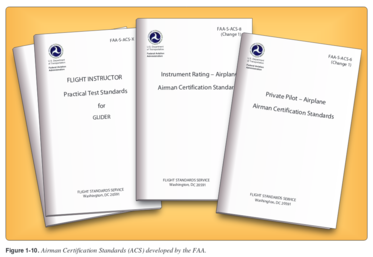 FAA-S-ACS-8
FLIGHT INSTRUCTOR
Practical Test Standards
for
GLIDER
FLIGHT STANDARDS SERVICE
Washington, DC 20591
FAA-S-ACS-8
(Change
Instrument Rating – Airplane
Airman Certification Standar
FLIGHT STANDARDS SERVICE
Washington, DC 20591
FAA-S-ACS-6
(Change 1)
Private Pilot – Airplane
Airman Certification Standards
FLIGHT STANDARDS SERVICE
Washington, DC 20591
Figure 1-10. Airman Certification Standards (ACS) developed by the FAA.